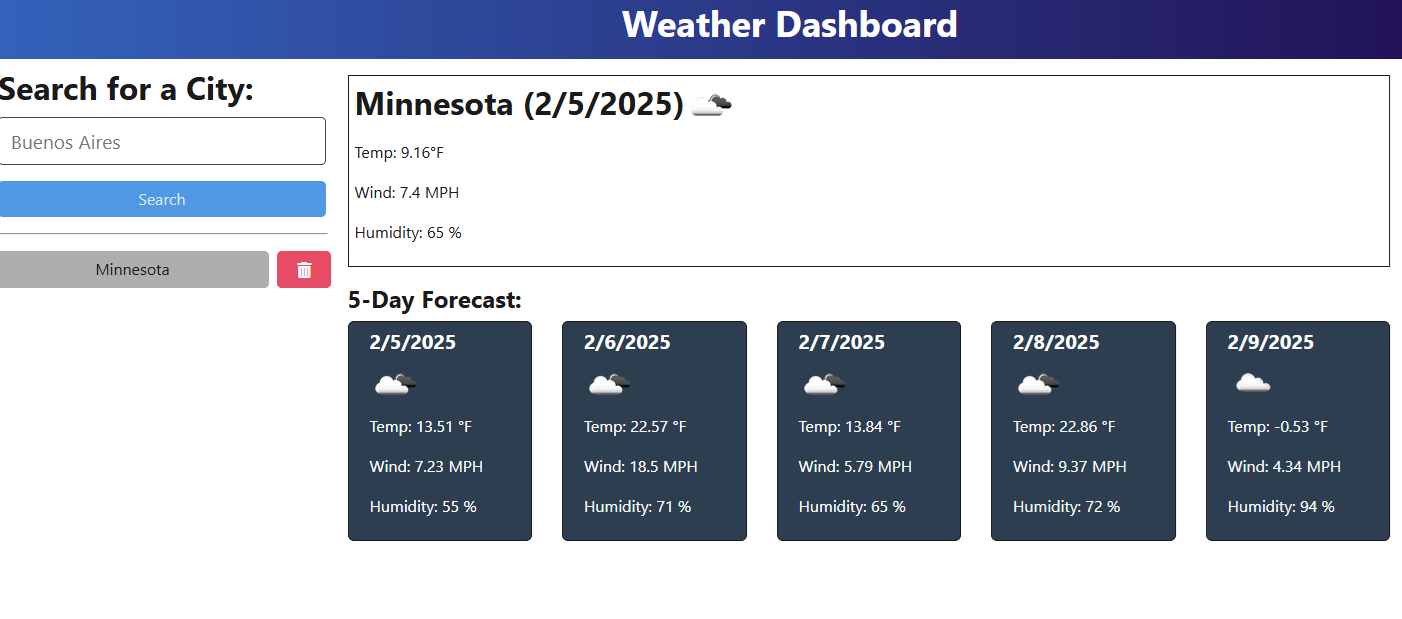 Weather Dashboard
Search for a City:
Buenos Aires
Search
Minnesota
Minnesota (2/5/2025)
Temp: 9.16°F
Wind: 7.4 MPH
Humidity: 65 %
5-Day Forecast:
2/5/2025
Temp: 13.51 °F
Wind: 7.23 MPH
Humidity: 55 %
2/6/2025
Temp: 22.57 °F
Wind: 18.5 MPH
Humidity: 71 %
2/7/2025
Temp: 13.84 °F
Wind: 5.79 MPH
Humidity: 65 %
2/8/2025
Temp: 22.86 °F
Wind: 9.37 MPH
Humidity: 72 %
2/9/2025
Temp: -0.53 °F
Wind: 4.34 MPH
Humidity: 94 %